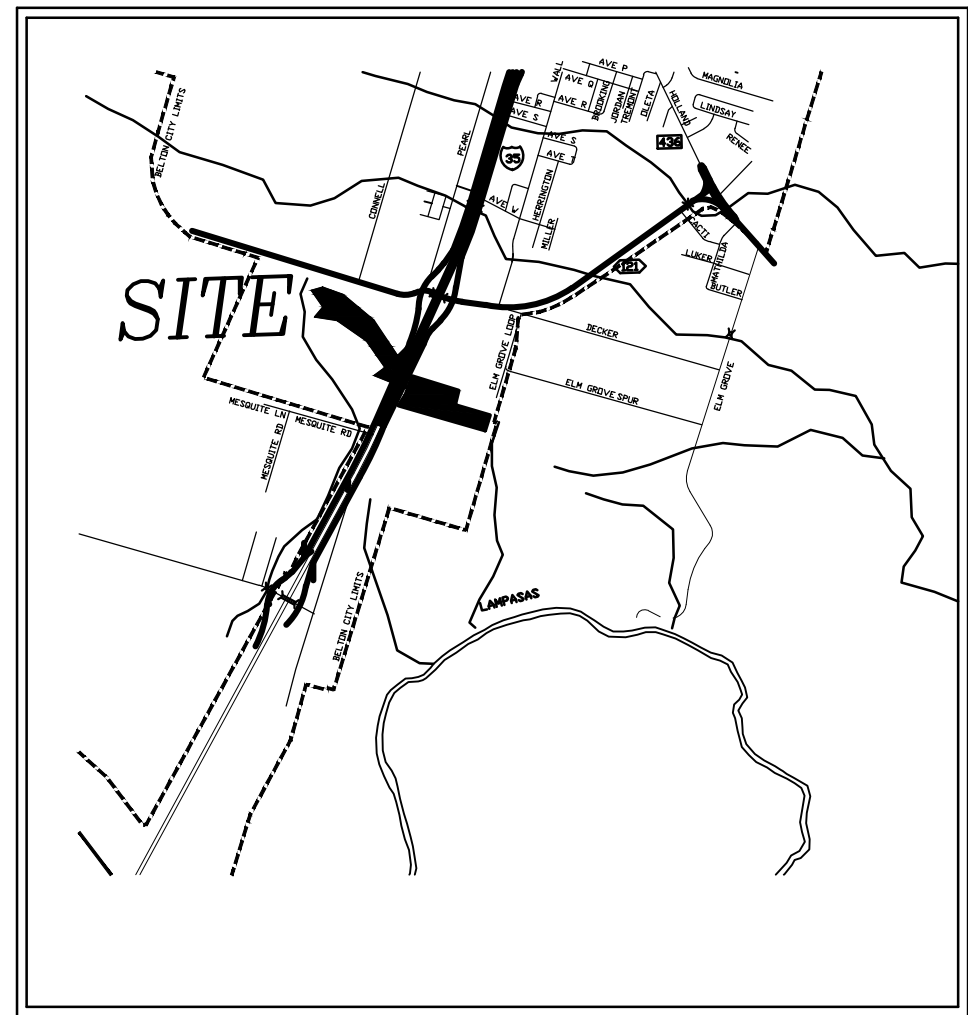 AVE P
WALL
AVE Q
MAGNOLIA
BELTON CITY LIMITS
BROOKING
JORDAN
TREMONT
OLETA
HOLLAND
LINDSAY
AVE R
AVE R
AVE S
RENEE
PEARL
AVE S
436
35
AVE T
CONNELL
HERRINGTON
AVE W
MILLER
CACTI
LUKER
MATHILDA
121
BUTLER
SITE
DECKER
ELM GROVE LOOP
ELM GROVE SPUR
ELM GROVE
MESQUITE LN
MESQUITE RD
MESQUITE RD
LAMPASAS
BELTON CITY LIMITS